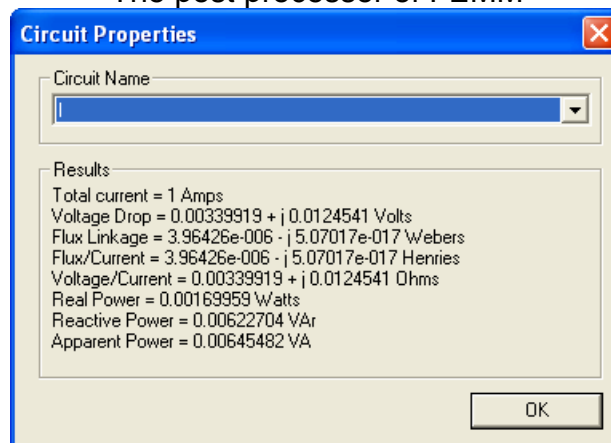 The post processor of FEMM
Circuit Properties
Circuit Name
I
Results
Total current = 1 Amps
Voltage Drop = 0.00339919 + j 0.0124541 Volts
Flux Linkage = 3.96426e-006 - j 5.07017e-017 Webers
Flux/Current = 3.96426e-006 - j 5.07017e-017 Henries
Voltage/Current = 0.00339919 + j 0.0124541 Ohms
Real Power = 0.00169959 Watts
Reactive Power = 0.00622704 VAr
Apparent Power = 0.00645482 VA
OK